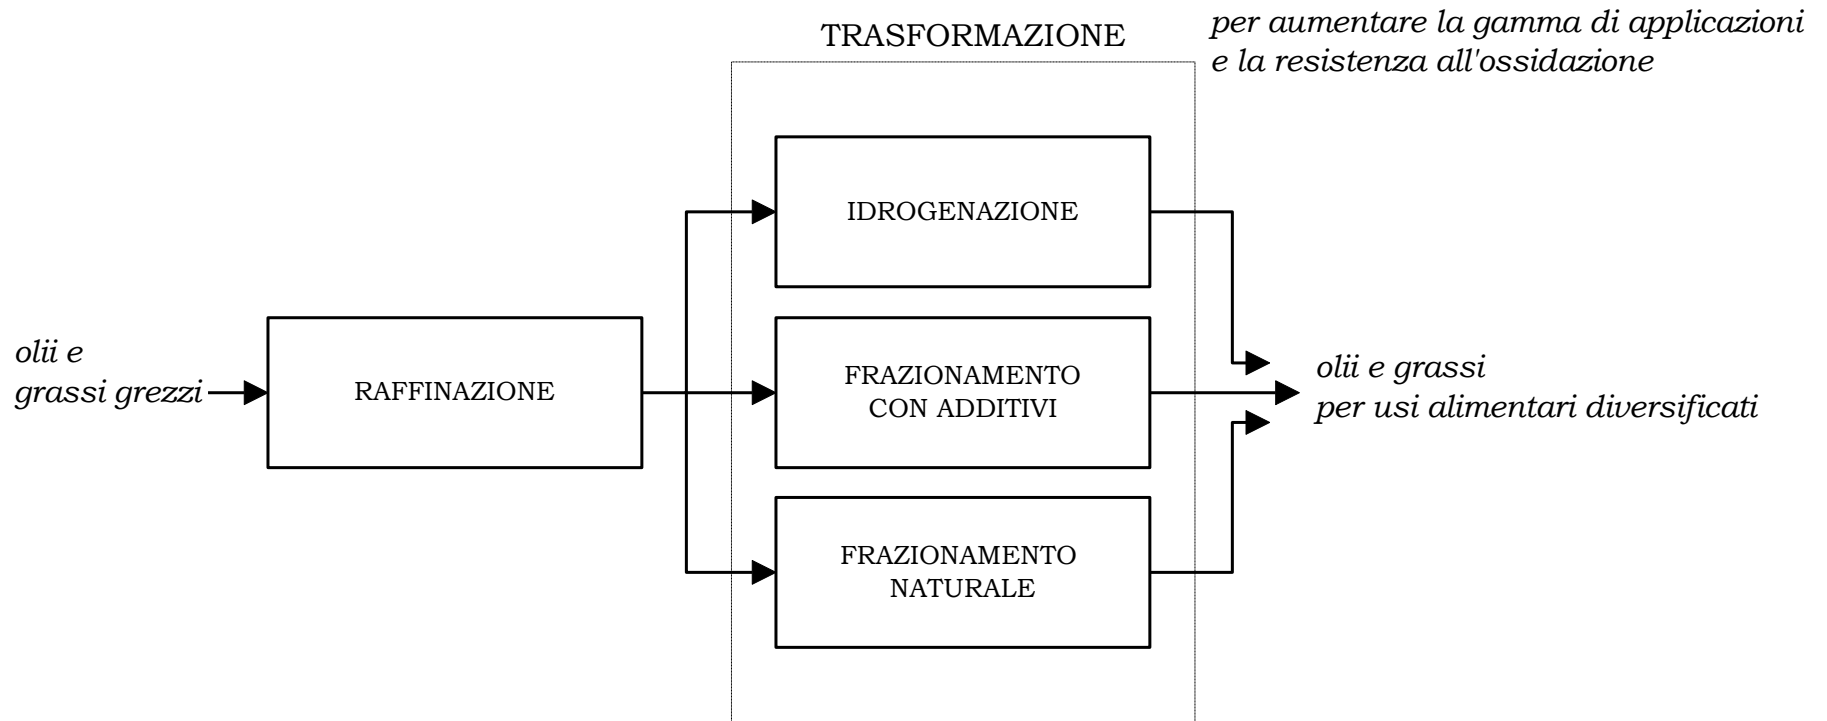 TRASFORMAZIONE
per aumentare la gamma di applicazioni
e la resistenza all'ossidazione
IDROGENAZIONE
olii e
grassi grezzi
RAFFINAZIONE
FRAZIONAMENTO
CON ADDITIVI
olii e grassi
per usi alimentari diversificati
FRAZIONAMENTO
NATURALE